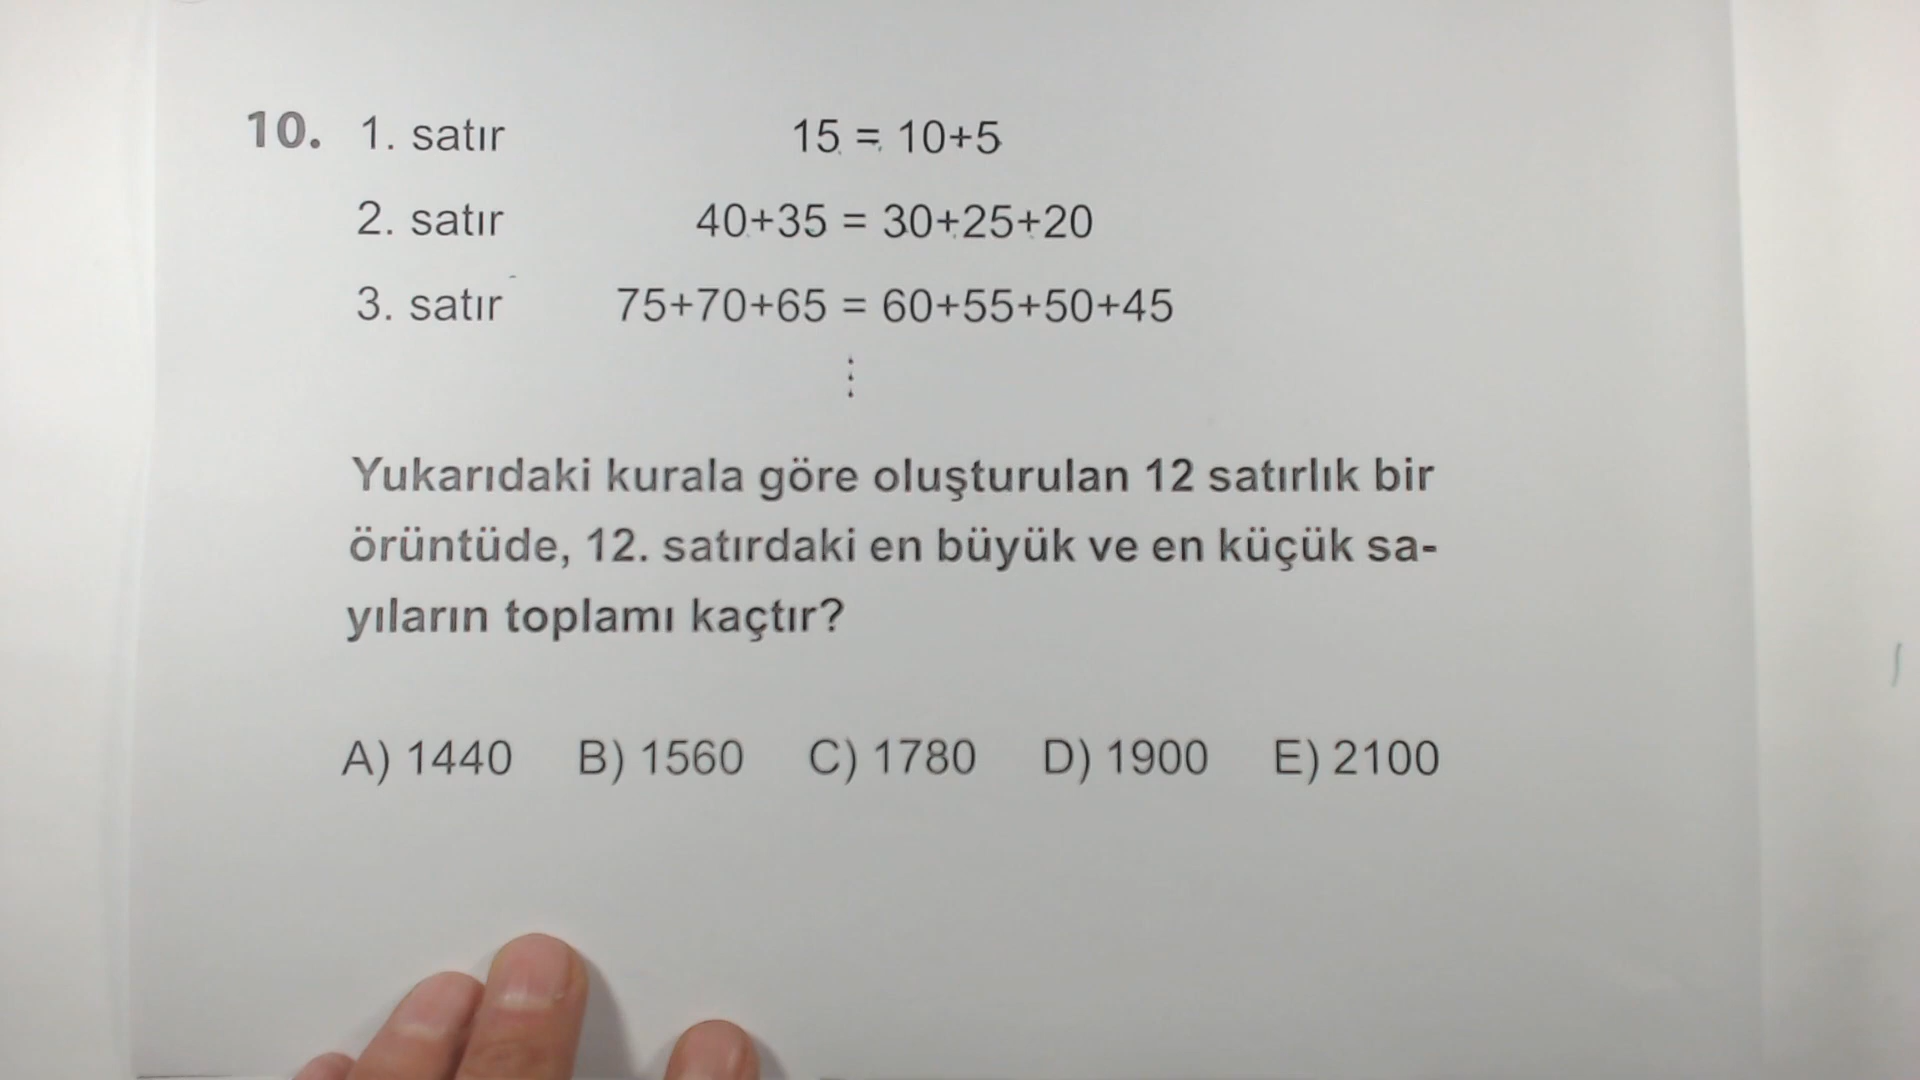 10. 1. satır 15 = 10+5
2. satır 40+35 = 30+25+20
3. satır 75+70+65 = 60+55+50+45
⋮
Yukarıdaki kurala göre oluşturulan 12 satırlık bir
örüntüde, 12. satırdaki en büyük ve en küçük sa-
yıların toplamı kaçtır?
A) 1440 B) 1560 C) 1780 D) 1900 E) 2100